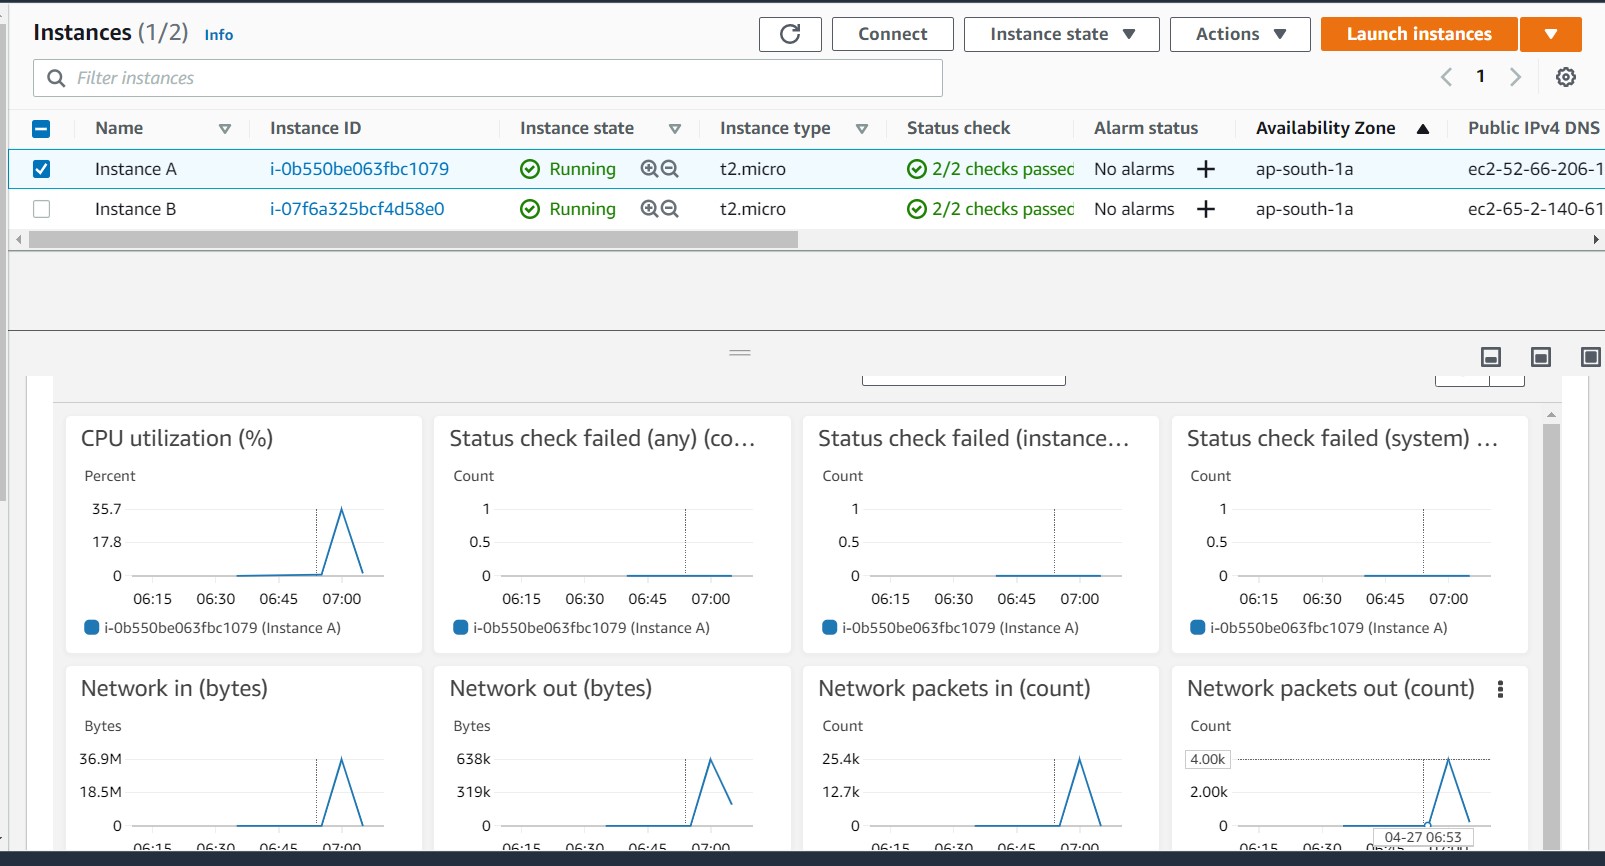 Instances (1/2) Info
Connect
Instance state
Actions
Launch instances
Filter instances
1
Name Instance ID Instance state Instance type Status check Alarm status Availability Zone Public IPv4 DNS
Instance A i-0b550be063fbc1079 Running t2.micro 2/2 checks passed No alarms + ap-south-1a ec2-52-66-206-1
Instance B i-07f6a325bcf4d58e0 Running t2.micro 2/2 checks passed No alarms + ap-south-1a ec2-65-2-140-61
CPU utilization (%)
Percent
35.7
17.8
0
06:15 06:30 06:45 07:00
i-0b550be063fbc1079 (Instance A)
Status check failed (any) (co...
Count
1
0.5
0
06:15 06:30 06:45 07:00
i-0b550be063fbc1079 (Instance A)
Status check failed (instance...
Count
1
0.5
0
06:15 06:30 06:45 07:00
i-0b550be063fbc1079 (Instance A)
Status check failed (system) ...
Count
1
0.5
0
06:15 06:30 06:45 07:00
i-0b550be063fbc1079 (Instance A)
Network in (bytes)
Bytes
36.9M
18.5M
0
06:15 06:30 06:45 07:00
Network out (bytes)
Bytes
638k
319k
0
06:15 06:30 06:45 07:00
Network packets in (count)
Count
25.4k
12.7k
0
06:15 06:30 06:45 07:00
Network packets out (count)
Count
4.00k
2.00k
0
04-27 06:53
06:15 06:30